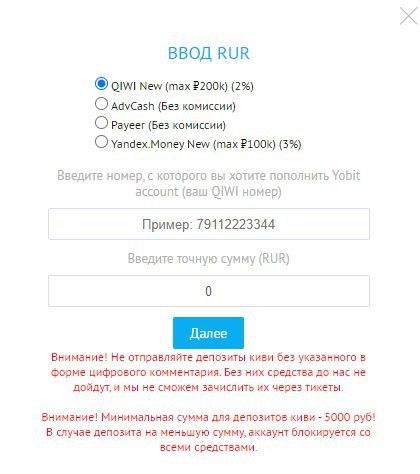 ВВОД RUR
QIWI New (max ₽200k) (2%)
AdvCash (Без комиссии)
Payeer (Без комиссии)
Yandex.Money New (max ₽100k) (3%)
Введите номер, с которого вы хотите пополнить Yobit
account (ваш QIWI номер)
Пример: 79112223344
Введите точную сумму (RUR)
0
Далее
Внимание! Не отправляйте депозиты киви без указанного в
форме цифрового комментария. Без них средства до нас не
дойдут, и мы не сможем зачислить их через тикеты.
Внимание! Минимальная сумма для депозитов киви - 5000 руб!
В случае депозита на меньшую сумму, аккаунт блокируется со
всеми средствами.